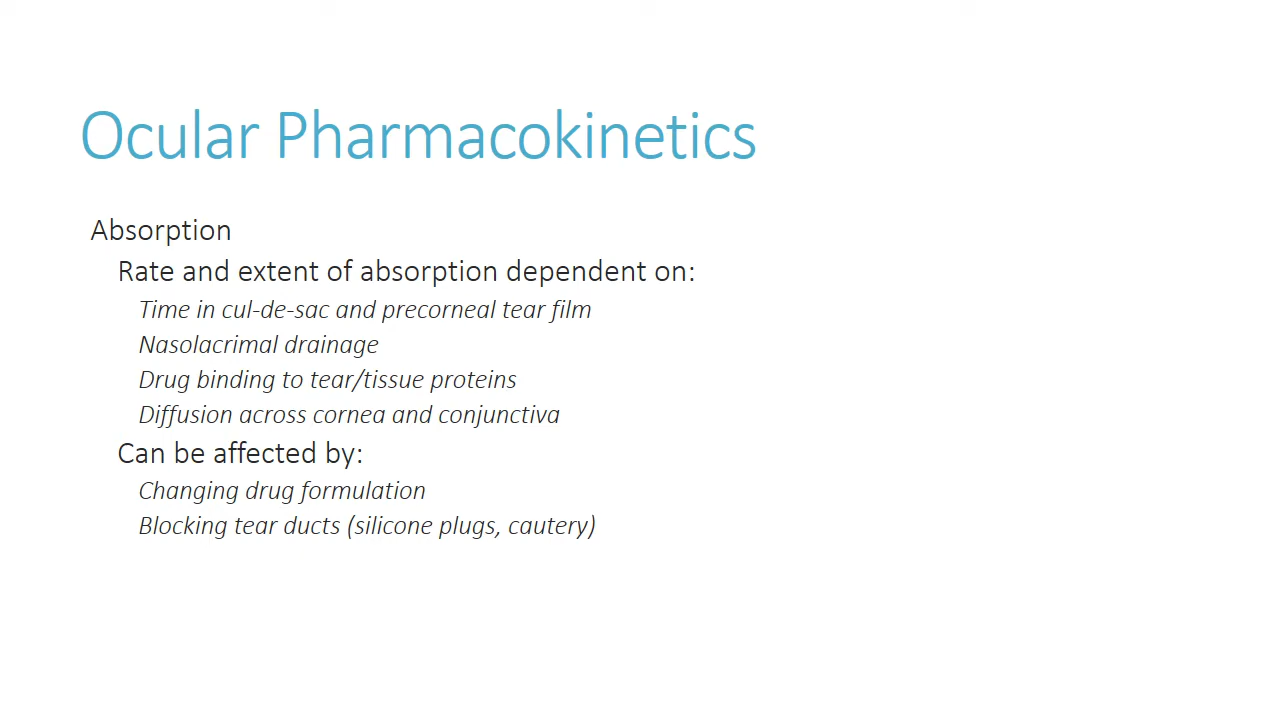 Ocular Pharmacokinetics
Absorption
Rate and extent of absorption dependent on:
Time in cul-de-sac and precorneal tear film
Nasolacrimal drainage
Drug binding to tear/tissue proteins
Diffusion across cornea and conjunctiva
Can be affected by:
Changing drug formulation
Blocking tear ducts (silicone plugs, cautery)